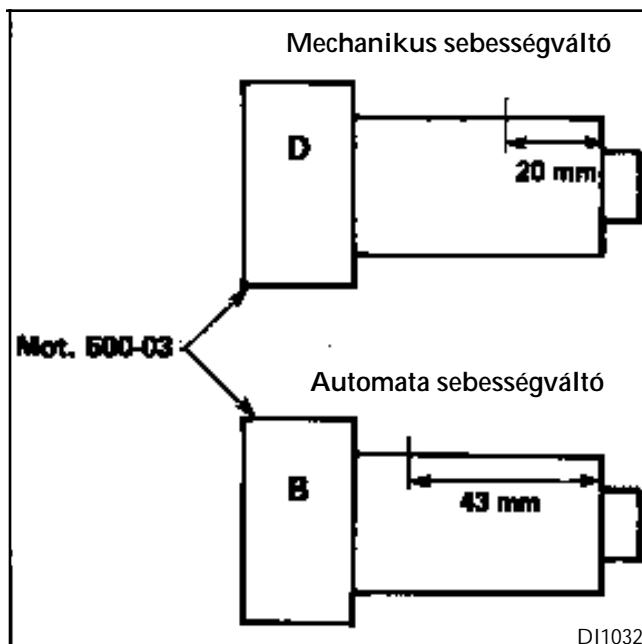 Mechanikus sebességváltó
D
20 mm
Mot. 500-03
Automata sebességváltó
B
43 mm
DI1032